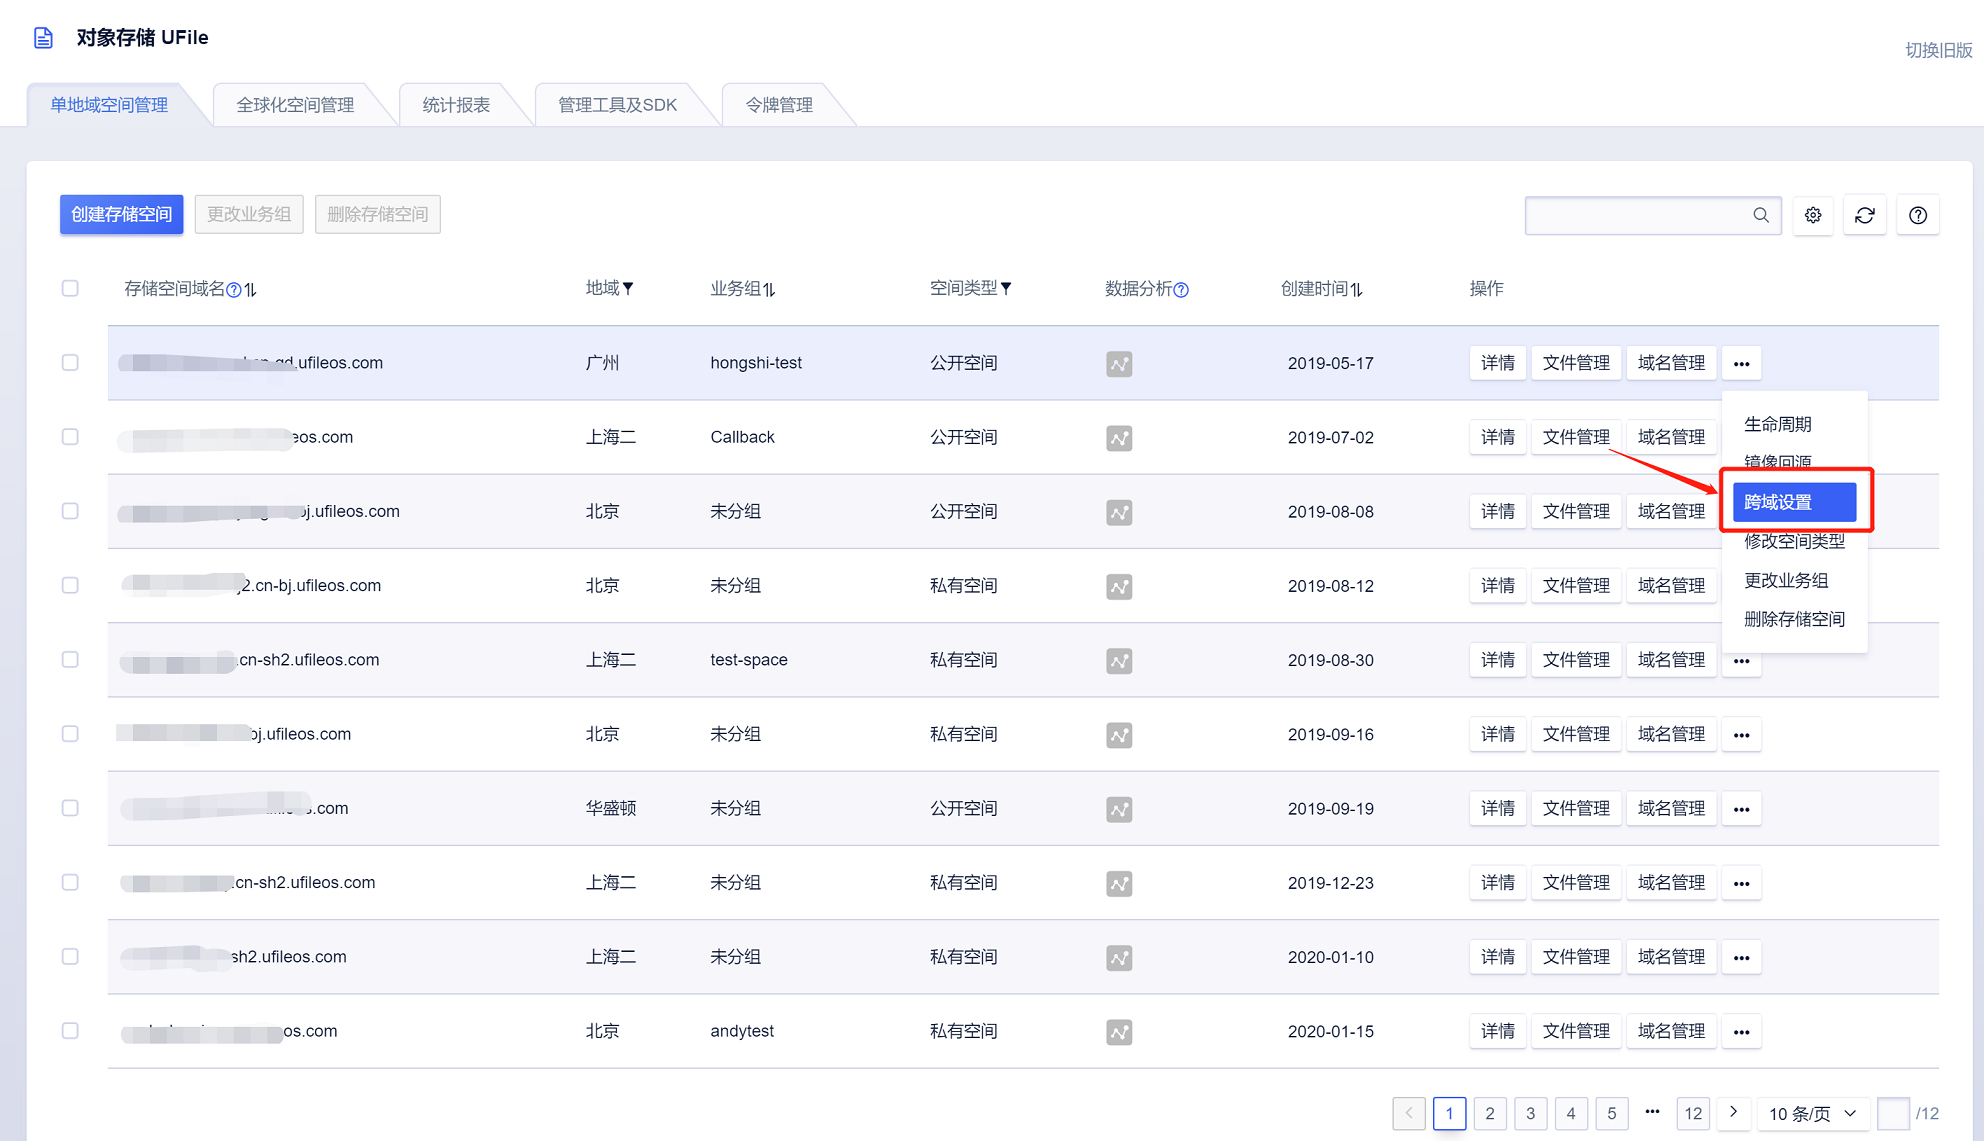 对象存储 UFile
切换旧版
单地域空间管理 全球化空间管理 统计报表 管理工具及SDK 令牌管理
创建存储空间 更改业务组 删除存储空间
存储空间域名 地域 业务组 空间类型 数据分析 创建时间 操作
.ufileos.com 广州 hongshi-test 公开空间 2019-05-17 详情 文件管理 域名管理 •••
生命周期
eos.com 上海二 Callback 公开空间 2019-07-02 详情 文件管理 域名管理
镜像回源
跨域设置
j.ufileos.com 北京 未分组 公开空间 2019-08-08 详情 文件管理 域名管理
修改空间类型
更改业务组
2.cn-bj.ufileos.com 北京 未分组 私有空间 2019-08-12 详情 文件管理 域名管理
删除存储空间
.cn-sh2.ufileos.com 上海二 test-space 私有空间 2019-08-30 详情 文件管理 域名管理 •••
bj.ufileos.com 北京 未分组 私有空间 2019-09-16 详情 文件管理 域名管理 •••
.com 华盛顿 未分组 公开空间 2019-09-19 详情 文件管理 域名管理 •••
.cn-sh2.ufileos.com 上海二 未分组 私有空间 2019-12-23 详情 文件管理 域名管理 •••
sh2.ufileos.com 上海二 未分组 私有空间 2020-01-10 详情 文件管理 域名管理 •••
eos.com 北京 andytest 私有空间 2020-01-15 详情 文件管理 域名管理 •••
1 2 3 4 5 ••• 12 10 条/页 /12